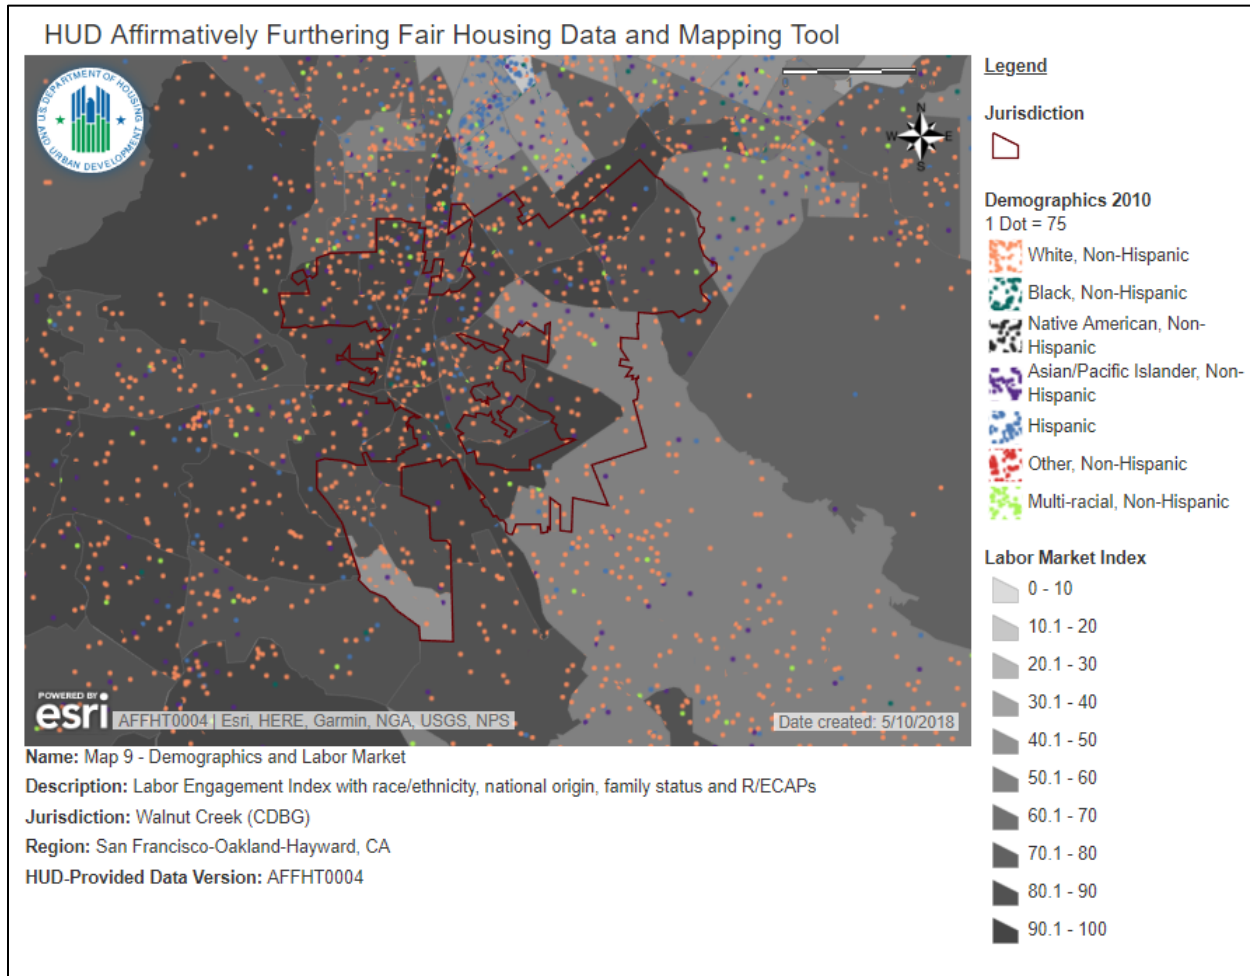 HUD Affirmatively Furthering Fair Housing Data and Mapping Tool
U.S. DEPARTMENT OF HOUSING
AND URBAN DEVELOPMENT
N
W
E
S
POWERED BY
esri
AFFHT0004 | Esri, HERE, Garmin, NGA, USGS, NPS
Date created: 5/10/2018
Name: Map 9 - Demographics and Labor Market
Description: Labor Engagement Index with race/ethnicity, national origin, family status and R/ECAPs
Jurisdiction: Walnut Creek (CDBG)
Region: San Francisco-Oakland-Hayward, CA
HUD-Provided Data Version: AFFHT0004
Legend
Jurisdiction
Demographics 2010
1 Dot = 75
White, Non-Hispanic
Black, Non-Hispanic
Native American, Non-
Hispanic
Asian/Pacific Islander, Non-
Hispanic
Hispanic
Other, Non-Hispanic
Multi-racial, Non-Hispanic
Labor Market Index
0 - 10
10.1 - 20
20.1 - 30
30.1 - 40
40.1 - 50
50.1 - 60
60.1 - 70
70.1 - 80
80.1 - 90
90.1 - 100